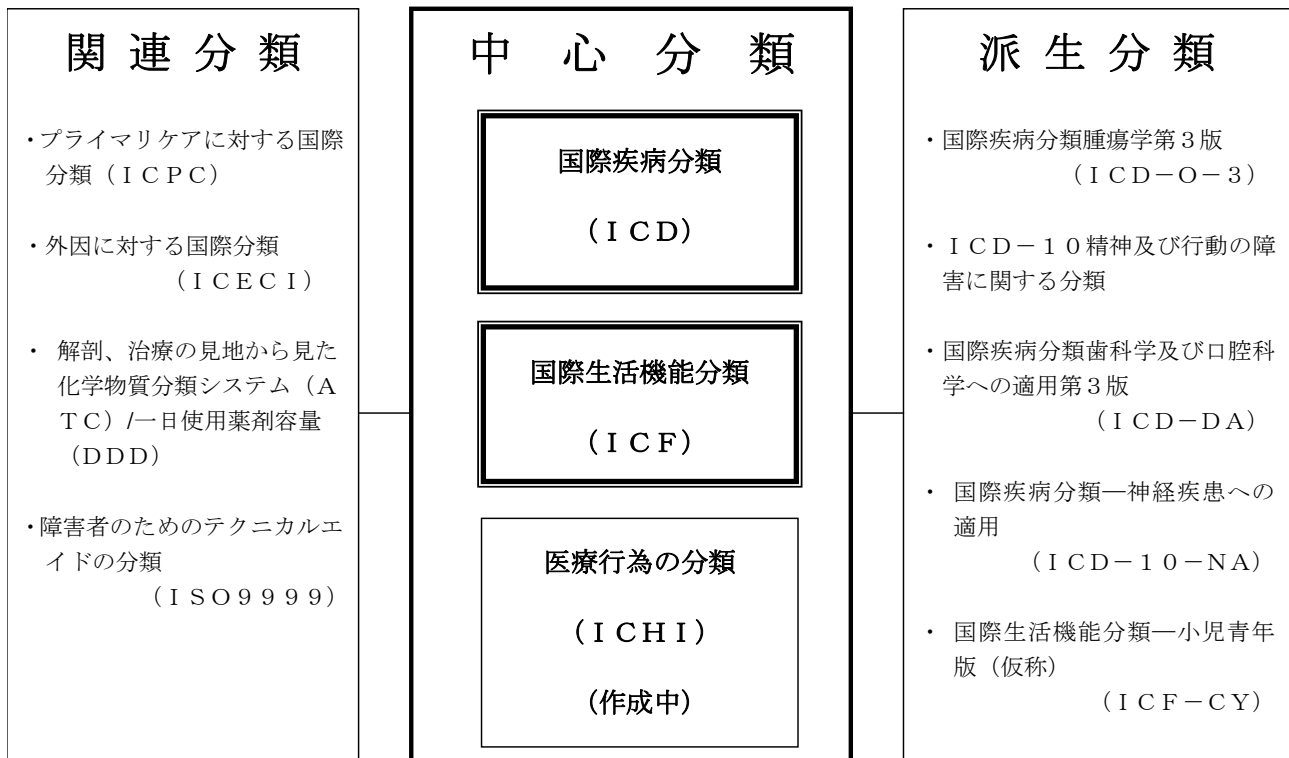 関連分類
・プライマリケアに対する国際
分類（ＩＣＰＣ）
・外因に対する国際分類
（ＩＣＥＣＩ）
・ 解剖、治療の見地から見た
化学物質分類システム（Ａ
ＴＣ）/一日使用薬剤容量
（ＤＤＤ）
・障害者のためのテクニカルエ
イドの分類
（ＩＳＯ９９９９）
中心分類
国際疾病分類
（ＩＣＤ）
国際生活機能分類
（ＩＣＦ）
医療行為の分類
（ＩＣＨＩ）
（作成中）
派生分類
・国際疾病分類腫瘍学第３版
（ＩＣＤ－Ｏ－３）
・ＩＣＤ－１０精神及び行動の障
害に関する分類
・国際疾病分類歯科学及び口腔科
学への適用第３版
（ＩＣＤ－ＤＡ）
・ 国際疾病分類―神経疾患への
適用
（ＩＣＤ－１０－ＮＡ）
・ 国際生活機能分類―小児青年
版（仮称）
（ＩＣＦ－ＣＹ）